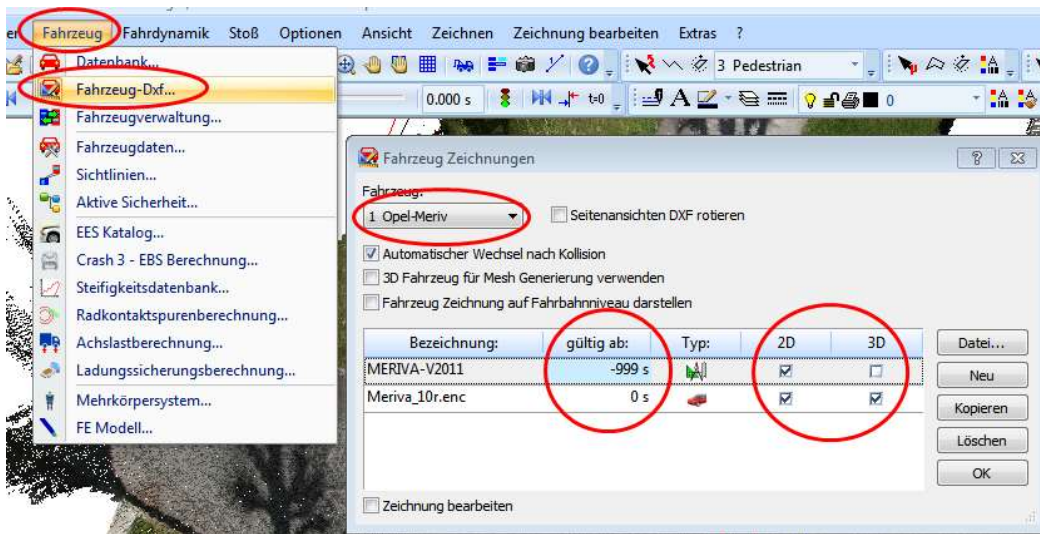 Fahrzeug Fahrdynamik Stoß Optionen Ansicht Zeichnen Zeichnung bearbeiten Extras ?
3 Pedestrian
0.000 s t=0 A 0
Datenbank...
Fahrzeug-Dxf...
Fahrzeugverwaltung...
Fahrzeugdaten...
Sichtlinien...
Aktive Sicherheit...
EES Katalog...
Crash 3 - EBS Berechnung...
Steifigkeitsdatenbank...
Radkontaktspurenberechnung...
Achslastberechnung...
Ladungssicherungsberechnung...
Mehrkörpersystem...
FE Modell...
Fahrzeug Zeichnungen
Fahrzeug:
1 Opel-Meriv Seitenansichten DXF rotieren
Automatischer Wechsel nach Kollision
3D Fahrzeug für Mesh Generierung verwenden
Fahrzeug Zeichnung auf Fahrbahnniveau darstellen
Bezeichnung: gültig ab: Typ: 2D 3D
MERIVA-V2011 -999 s
Meriva_10r.enc 0 s
Datei...
Neu
Kopieren
Löschen
OK
Zeichnung bearbeiten